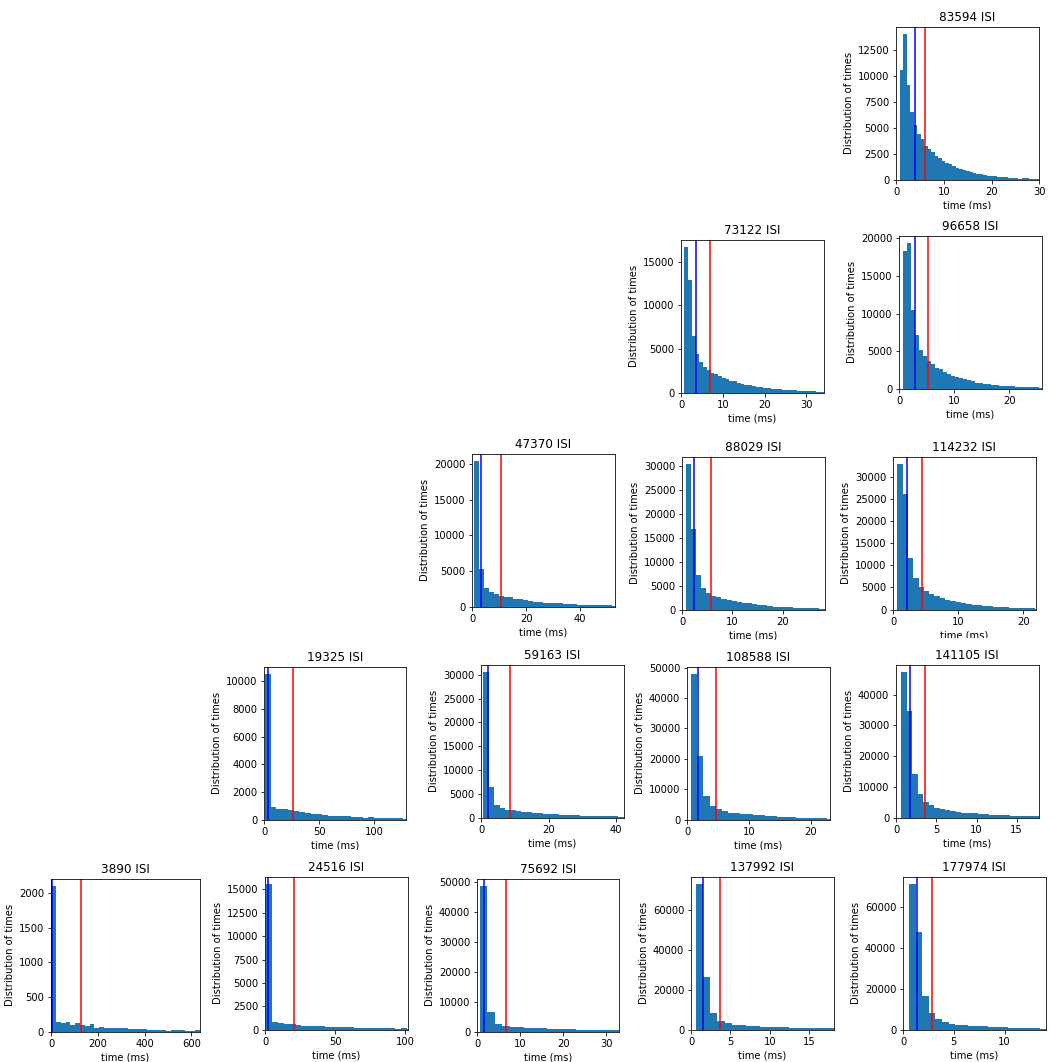 83594 ISI
Distribution of times
12500
10000
7500
5000
2500
0
0 10 20 30
time (ms)
73122 ISI
Distribution of times
15000
10000
5000
0
0 10 20 30
time (ms)
96658 ISI
Distribution of times
20000
15000
10000
5000
0
0 10 20
time (ms)
47370 ISI
Distribution of times
20000
15000
10000
5000
0
0 20 40
time (ms)
88029 ISI
Distribution of times
30000
25000
20000
15000
10000
5000
0
0 10 20
time (ms)
114232 ISI
Distribution of times
30000
25000
20000
15000
10000
5000
0
0 10 20
time (ms)
19325 ISI
Distribution of times
10000
8000
6000
4000
2000
0
0 50 100
time (ms)
59163 ISI
Distribution of times
30000
25000
20000
15000
10000
5000
0
0 20 40
time (ms)
108588 ISI
Distribution of times
50000
40000
30000
20000
10000
0
0 10 20
time (ms)
141105 ISI
Distribution of times
40000
30000
20000
10000
0
0 5 10 15
time (ms)
3890 ISI
Distribution of times
2000
1500
1000
500
0
0 200 400 600
time (ms)
24516 ISI
Distribution of times
15000
12500
10000
7500
5000
2500
0
0 50 100
time (ms)
75692 ISI
Distribution of times
50000
40000
30000
20000
10000
0
0 10 20 30
time (ms)
137992 ISI
Distribution of times
60000
40000
20000
0
0 5 10 15
time (ms)
177974 ISI
Distribution of times
60000
40000
20000
0
0 5 10
time (ms)